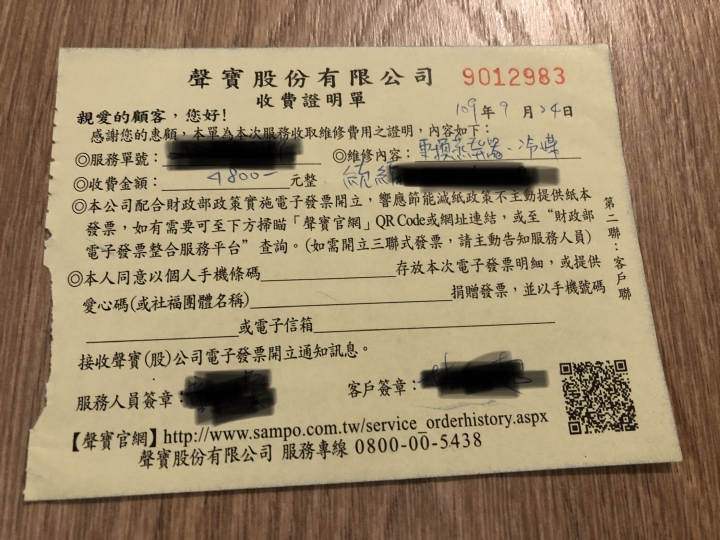 聲寶股份有限公司 9012983
收費證明單
親愛的顧客，您好! 109年9月24日
感謝您的惠顧，本單為本次服務收取維修費用之證明，內容如下：
◎服務單號： ◎維修內容：蒸發器、冷媒
◎收費金額：4800-元整 統編
◎本公司配合財政部政策實施電子發票開立，響應節能減紙政策不主動提供紙本
發票，如有需要可至下方掃瞄「聲寶官網」QR Code或網址連結，或至“財政部
電子發票整合服務平台”查詢。(如需開立三聯式發票，請主動告知服務人員)
◎本人同意以個人手機條碼 存放本次電子發票明細，或提供
愛心碼(或社福團體名稱) 捐贈發票，並以手機號碼
或電子信箱
接收聲寶(股)公司電子發票開立通知訊息。
服務人員簽章： 客戶簽章：
【聲寶官網】http://www.sampo.com.tw/service_orderhistory.aspx
聲寶股份有限公司 服務專線 0800-00-5438
第二聯：客戶聯